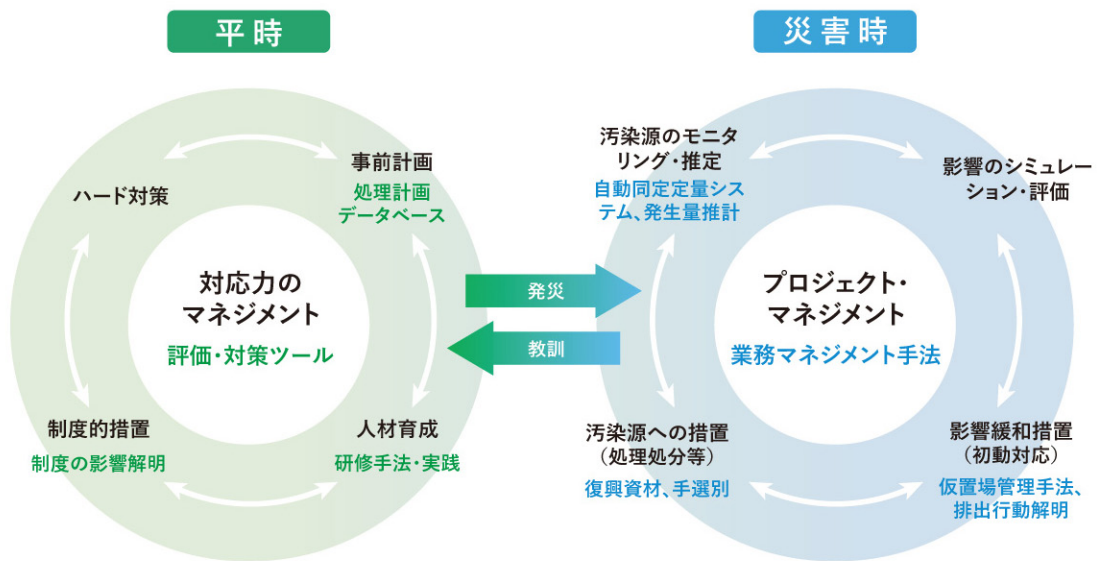 平時
ハード対策
事前計画
処理計画
データベース
対応力の
マネジメント
評価・対策ツール
制度的措置
制度の影響解明
人材育成
研修手法・実践
発災
教訓
災害時
汚染源のモニタ
リング・推定
自動同定定量シス
テム、発生量推計
影響のシミュレー
ション・評価
プロジェクト・
マネジメント
業務マネジメント手法
汚染源への措置
（処理処分等）
復興資材、手選別
影響緩和措置
（初動対応）
仮置場管理手法、
排出行動解明